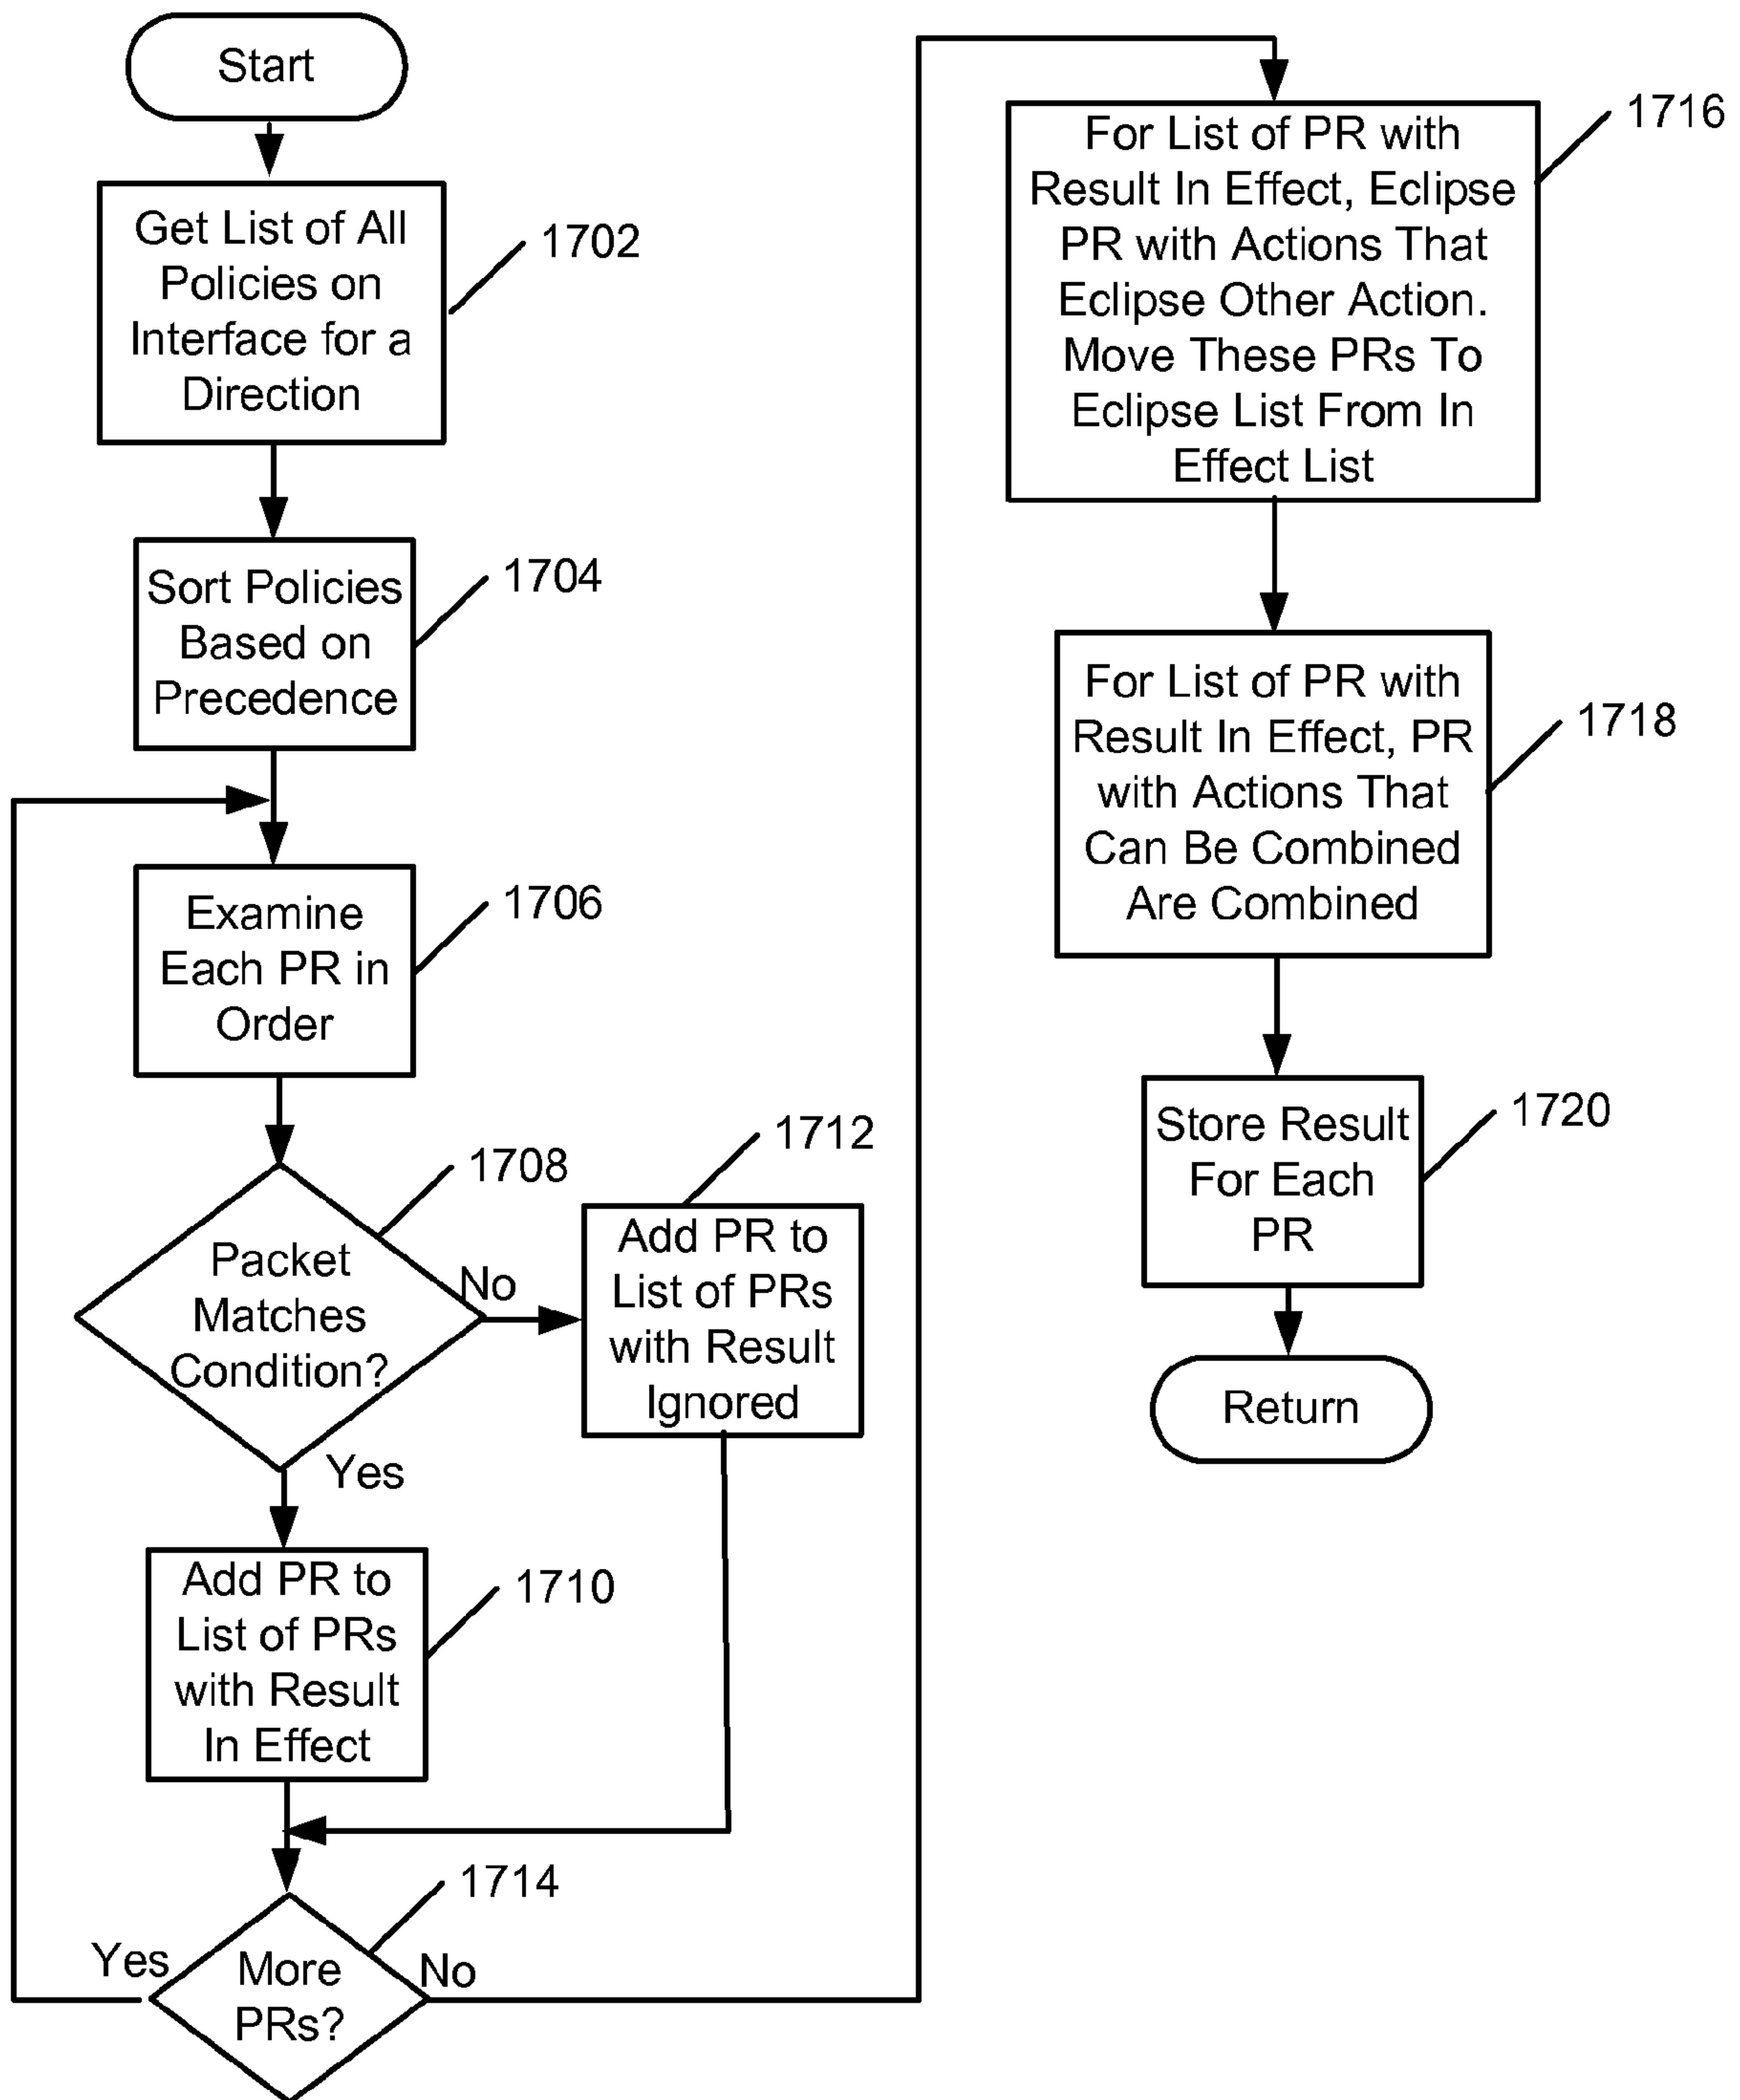 Start
Get List of All
Policies on
Interface for a
Direction
1702
Sort Policies
Based on
Precedence
1704
Examine
Each PR in
Order
1706
Packet
Matches
Condition?
1708
No
Yes
Add PR to
List of PRs
with Result
Ignored
1712
Add PR to
List of PRs
with Result
In Effect
1710
More
PRs?
1714
Yes
No
For List of PR with
Result In Effect, Eclipse
PR with Actions That
Eclipse Other Action.
Move These PRs To
Eclipse List From In
Effect List
1716
For List of PR with
Result In Effect, PR
with Actions That
Can Be Combined
Are Combined
1718
Store Result
For Each
PR
1720
Return